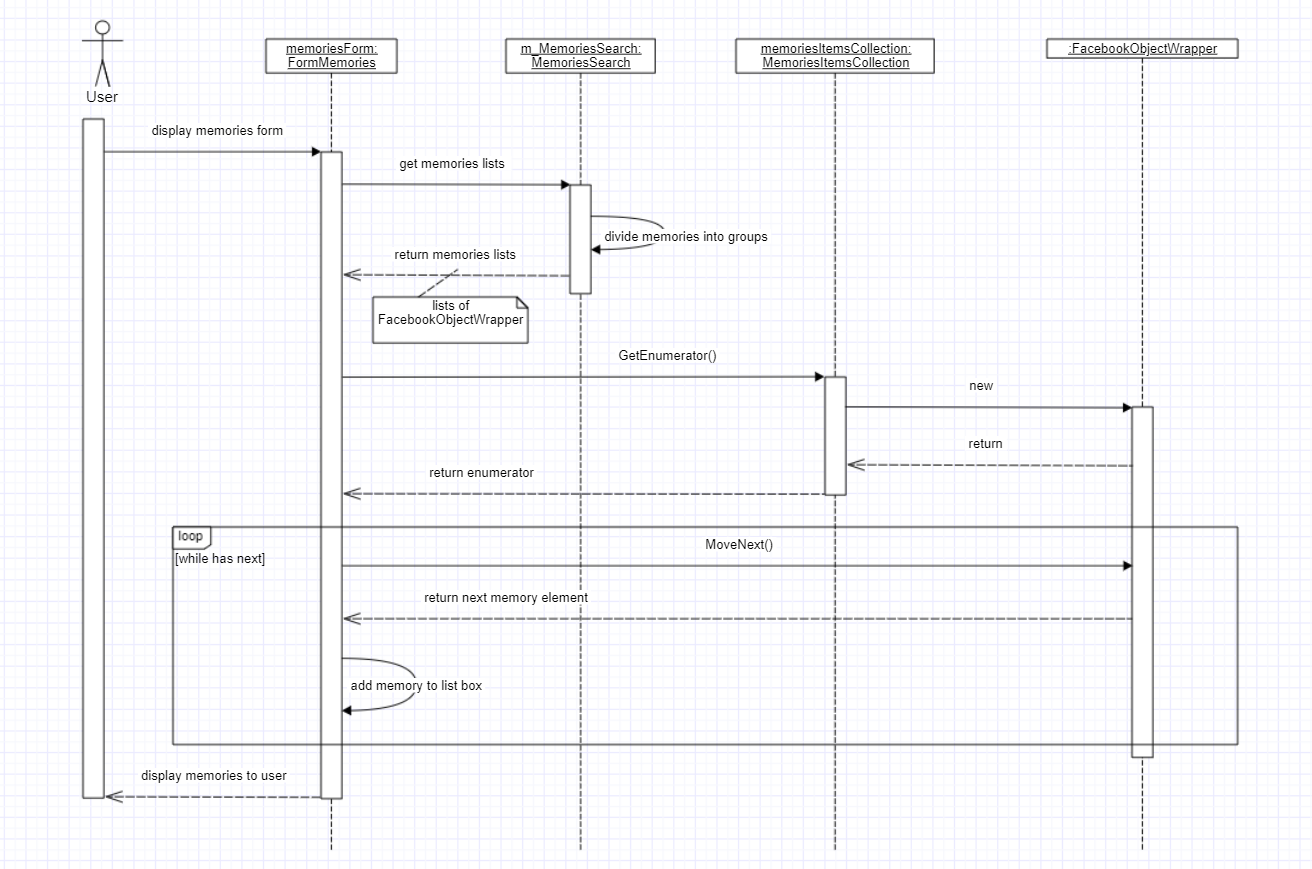 User
memoriesForm:
FormMemories
m_MemoriesSearch:
MemoriesSearch
memoriesItemsCollection:
MemoriesItemsCollection
:FacebookObjectWrapper
display memories form
get memories lists
divide memories into groups
return memories lists
lists of
FacebookObjectWrapper
GetEnumerator()
new
return
return enumerator
loop
[while has next]
MoveNext()
return next memory element
add memory to list box
display memories to user